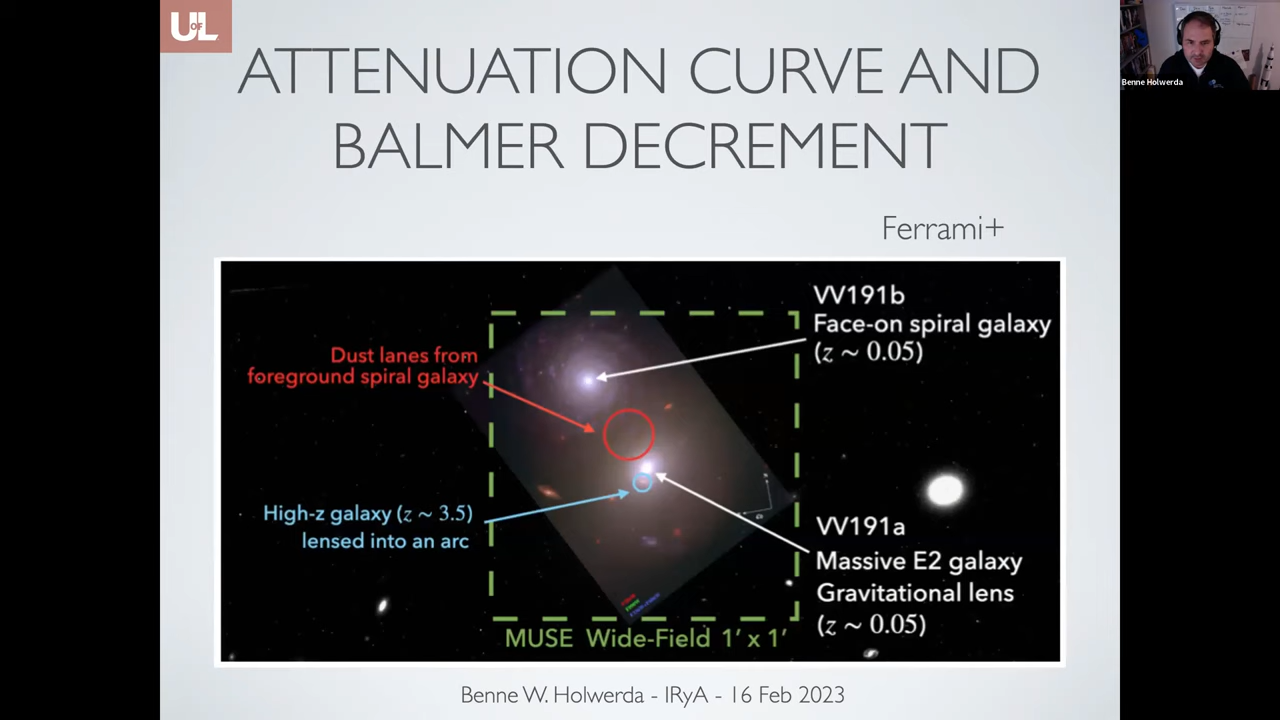 UofL
ATTENUATION CURVE AND
BALMER DECREMENT
Ferrami+
VV191b
Face-on spiral galaxy
(z ~ 0.05)
Dust lanes from
foreground spiral galaxy
High-z galaxy (z ~ 3.5)
lensed into an arc
VV191a
Massive E2 galaxy
Gravitational lens
(z ~ 0.05)
MUSE Wide-Field 1’ x 1’
Benne W. Holwerda - IRyA - 16 Feb 2023
Benne Holwerda